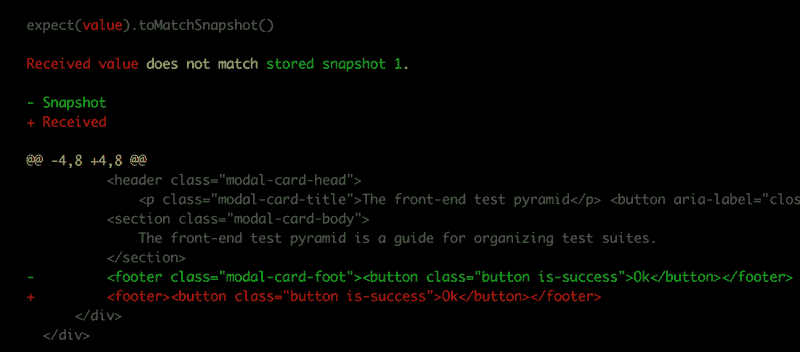 expect(value).toMatchSnapshot()
Received value does not match stored snapshot 1.
- Snapshot
+ Received
@@ -4,8 +4,8 @@
<header class="modal-card-head">
<p class="modal-card-title">The front-end test pyramid</p> <button aria-label="clos
<section class="modal-card-body">
The front-end test pyramid is a guide for organizing test suites.
</section>
- <footer class="modal-card-foot"><button class="button is-success">Ok</button></footer>
+ <footer><button class="button is-success">Ok</button></footer>
</div>
</div>